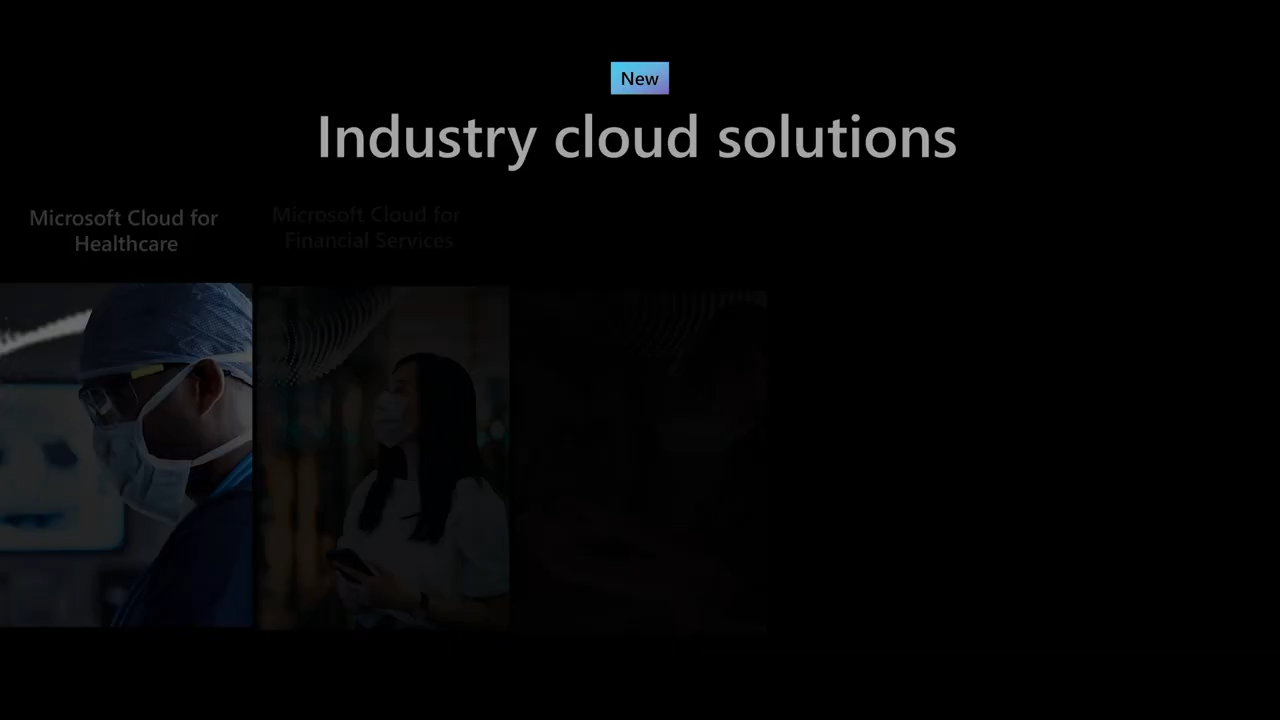 New
Industry cloud solutions
Microsoft Cloud for
Healthcare
Microsoft Cloud for
Financial Services